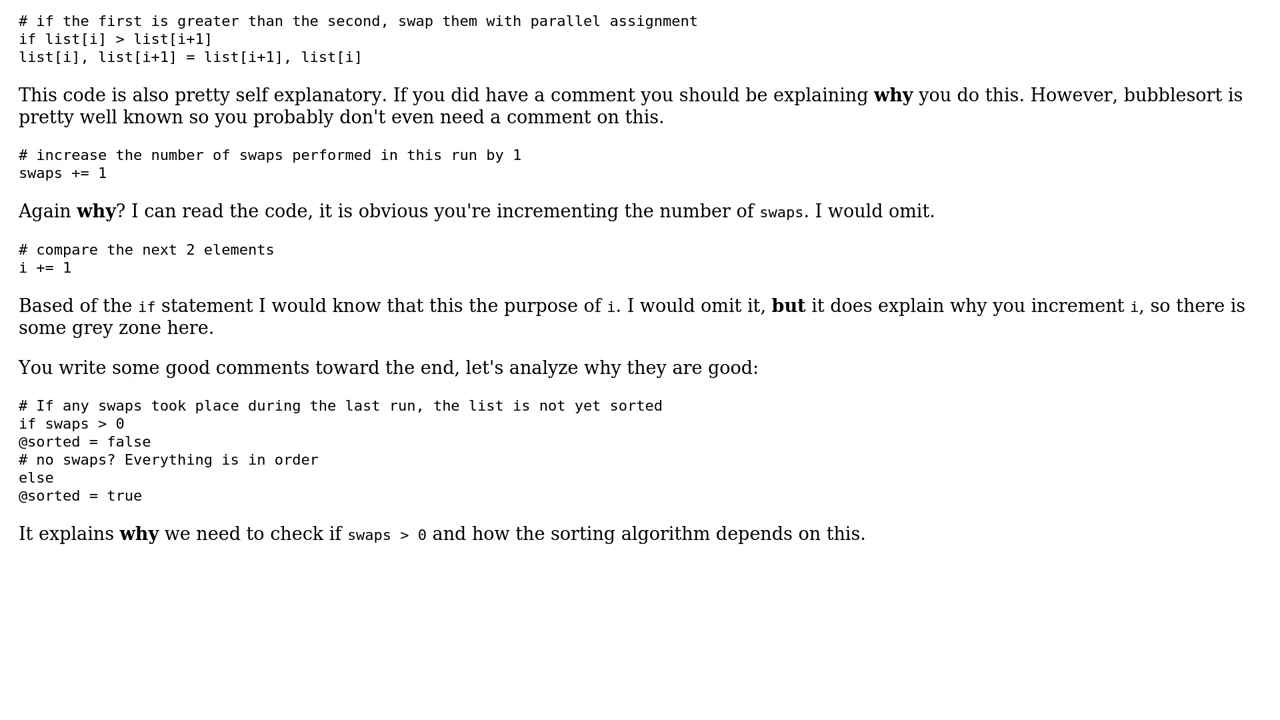 # if the first is greater than the second, swap them with parallel assignment
if list[i] > list[i+1]
list[i], list[i+1] = list[i+1], list[i]
This code is also pretty self explanatory. If you did have a comment you should be explaining why you do this. However, bubblesort is
pretty well known so you probably don't even need a comment on this.
# increase the number of swaps performed in this run by 1
swaps += 1
Again why? I can read the code, it is obvious you're incrementing the number of swaps. I would omit.
# compare the next 2 elements
i += 1
Based of the if statement I would know that this the purpose of i. I would omit it, but it does explain why you increment i, so there is
some grey zone here.
You write some good comments toward the end, let's analyze why they are good:
# If any swaps took place during the last run, the list is not yet sorted
if swaps > 0
@sorted = false
# no swaps? Everything is in order
else
@sorted = true
It explains why we need to check if swaps > 0 and how the sorting algorithm depends on this.